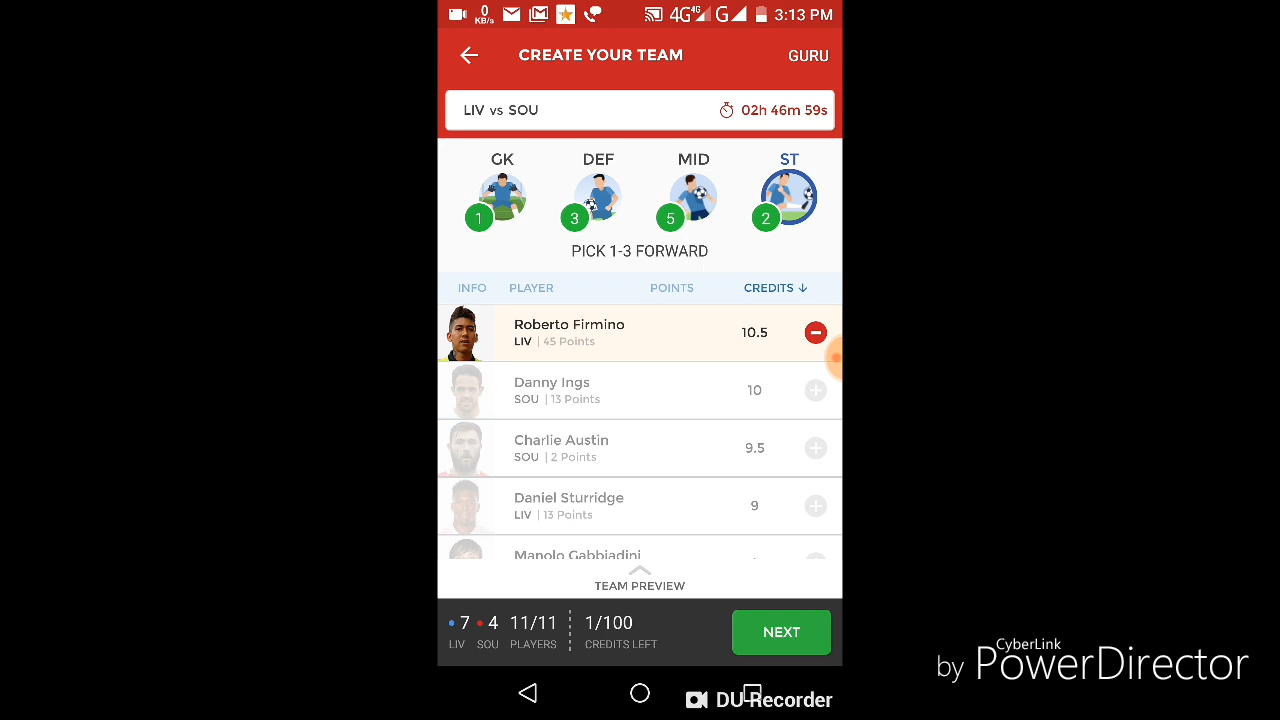 0 KB/s 4G 4G G 3:13 PM
CREATE YOUR TEAM GURU
LIV vs SOU 02h 46m 59s
GK DEF MID ST
1 3 5 2
PICK 1-3 FORWARD
INFO PLAYER POINTS CREDITS ↓
Roberto Firmino 10.5
LIV | 45 Points
Danny Ings 10
SOU | 13 Points
Charlie Austin 9.5
SOU | 2 Points
Daniel Sturridge 9
LIV | 13 Points
Manolo Gabbiadini
TEAM PREVIEW
7 4 11/11 1/100 NEXT
LIV SOU PLAYERS CREDITS LEFT
DU Recorder
CyberLink
by PowerDirector